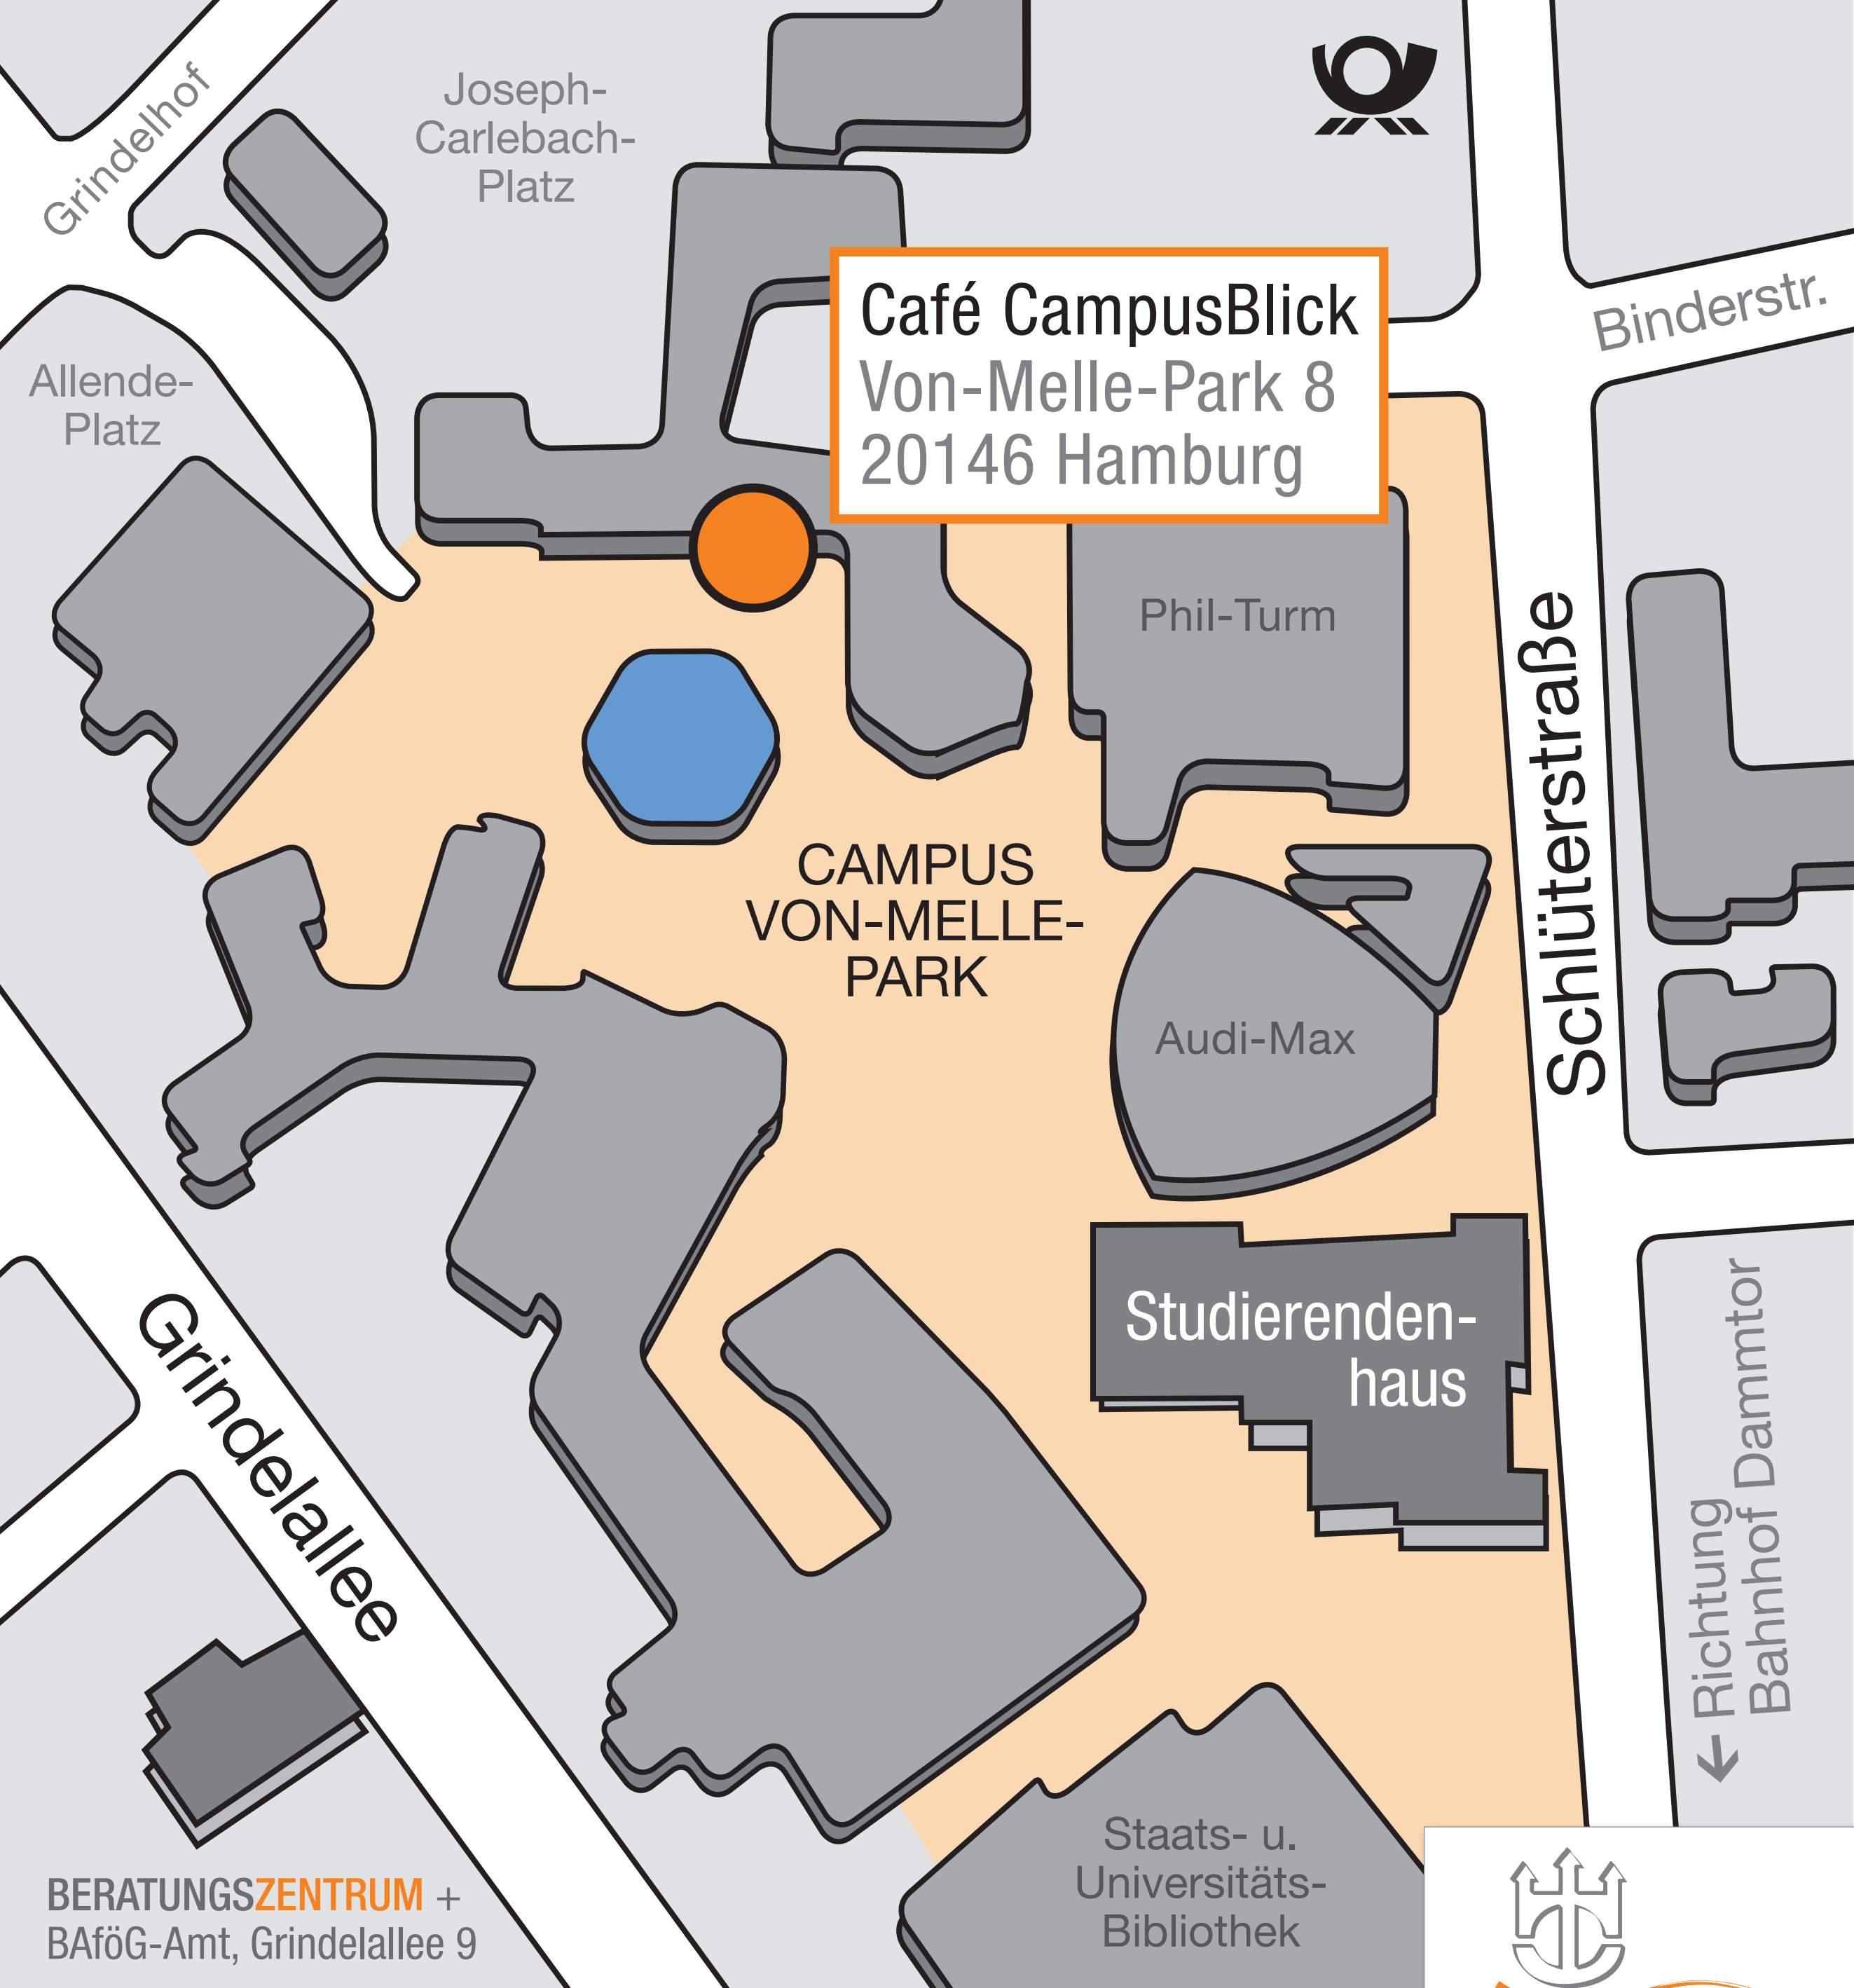 Grindelhof
Joseph-
Carlebach-
Platz
Allende-
Platz
Café CampusBlick
Von-Melle-Park 8
20146 Hamburg
Binderstr.
Phil-Turm
Schlüterstraße
CAMPUS
VON-MELLE-
PARK
Audi-Max
Studierenden-
haus
Grindelallee
Richtung
Bahnhof Dammtor
Staats- u.
Universitäts-
Bibliothek
BERATUNGSZENTRUM +
BAföG-Amt, Grindelallee 9